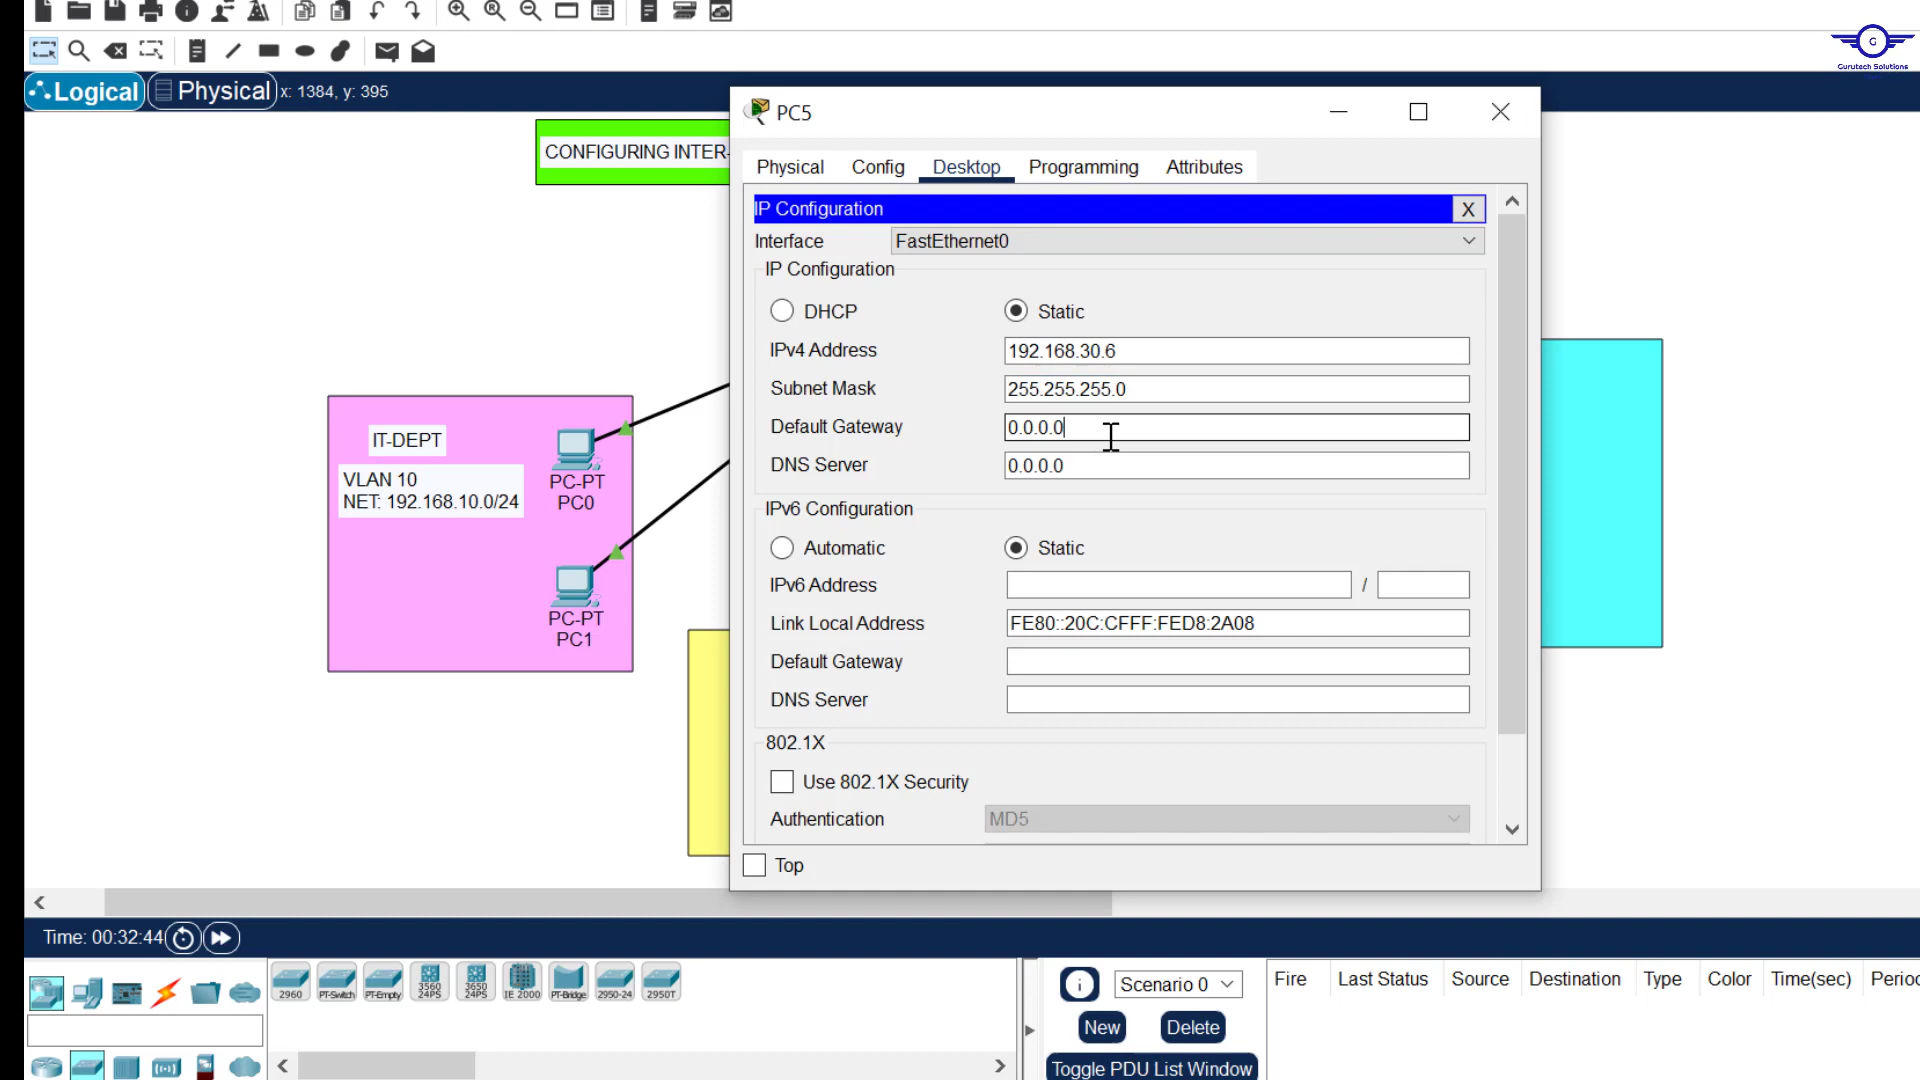 G
Gurutech Solutions
Logical
Physical
x: 1384, y: 395
CONFIGURING INTER-
IT-DEPT
VLAN 10
NET: 192.168.10.0/24
PC-PT
PC0
PC-PT
PC1
PC5
Physical
Config
Desktop
Programming
Attributes
IP Configuration
X
Interface
FastEthernet0
IP Configuration
DHCP
Static
IPv4 Address
192.168.30.6
Subnet Mask
255.255.255.0
Default Gateway
0.0.0.0
DNS Server
0.0.0.0
IPv6 Configuration
Automatic
Static
IPv6 Address
/
Link Local Address
FE80::20C:CFFF:FED8:2A08
Default Gateway
DNS Server
802.1X
Use 802.1X Security
Authentication
MD5
Top
Time: 00:32:44
2960
PT-Switch
PT-Empty
3560
24PS
3650
24PS
IE 2000
PT-Bridge
2950-24
2950T
Scenario 0
New
Delete
Toggle PDU List Window
Fire
Last Status
Source
Destination
Type
Color
Time(sec)
Perioc